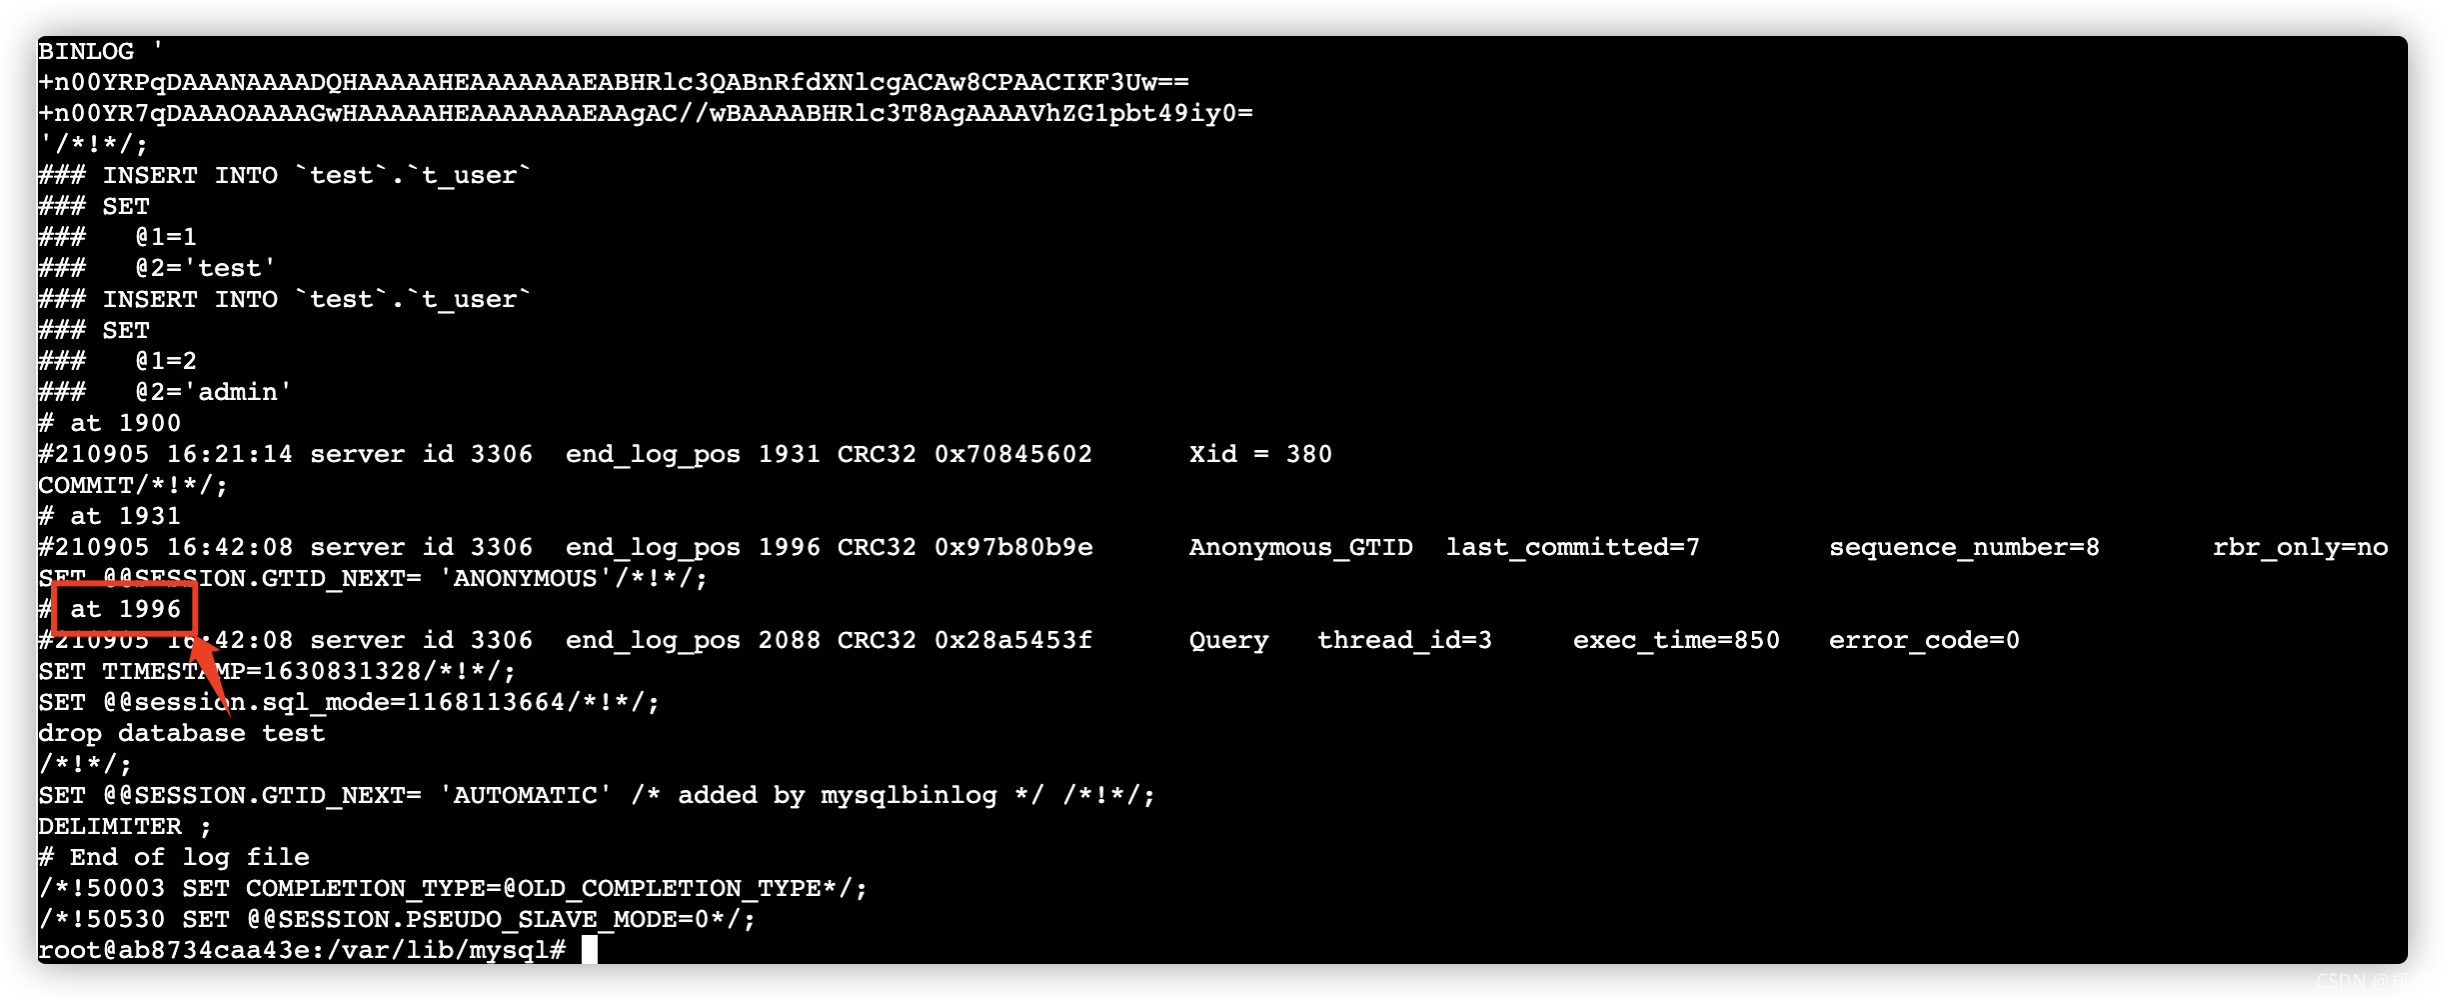 BINLOG '
+n00YRPqDAAANAAAADQHAAAAAHEAAAAAAAEABHRlc3QABnRfdXNlcgACAw8CPAACIKF3Uw==
+n00YR7qDAAAOAAAAGwHAAAAAHEAAAAAAAEAAgAC//wBAAAABHRlc3T8AgAAAAVhZG1pbt49iy0=
'/*!*/;
### INSERT INTO `test`.`t_user`
### SET
###   @1=1
###   @2='test'
### INSERT INTO `test`.`t_user`
### SET
###   @1=2
###   @2='admin'
# at 1900
#210905 16:21:14 server id 3306  end_log_pos 1931 CRC32 0x70845602      Xid = 380
COMMIT/*!*/;
# at 1931
#210905 16:42:08 server id 3306  end_log_pos 1996 CRC32 0x97b80b9e      Anonymous_GTID  last_committed=7        sequence_number=8       rbr_only=no
SET @@SESSION.GTID_NEXT= 'ANONYMOUS'/*!*/;
# at 1996
#210905 16:42:08 server id 3306  end_log_pos 2088 CRC32 0x28a5453f      Query   thread_id=3     exec_time=850   error_code=0
SET TIMESTAMP=1630831328/*!*/;
SET @@session.sql_mode=1168113664/*!*/;
drop database test
/*!*/;
SET @@SESSION.GTID_NEXT= 'AUTOMATIC' /* added by mysqlbinlog */ /*!*/;
DELIMITER ;
# End of log file
/*!50003 SET COMPLETION_TYPE=@OLD_COMPLETION_TYPE*/;
/*!50530 SET @@SESSION.PSEUDO_SLAVE_MODE=0*/;
root@ab8734caa43e:/var/lib/mysql#
CSDN